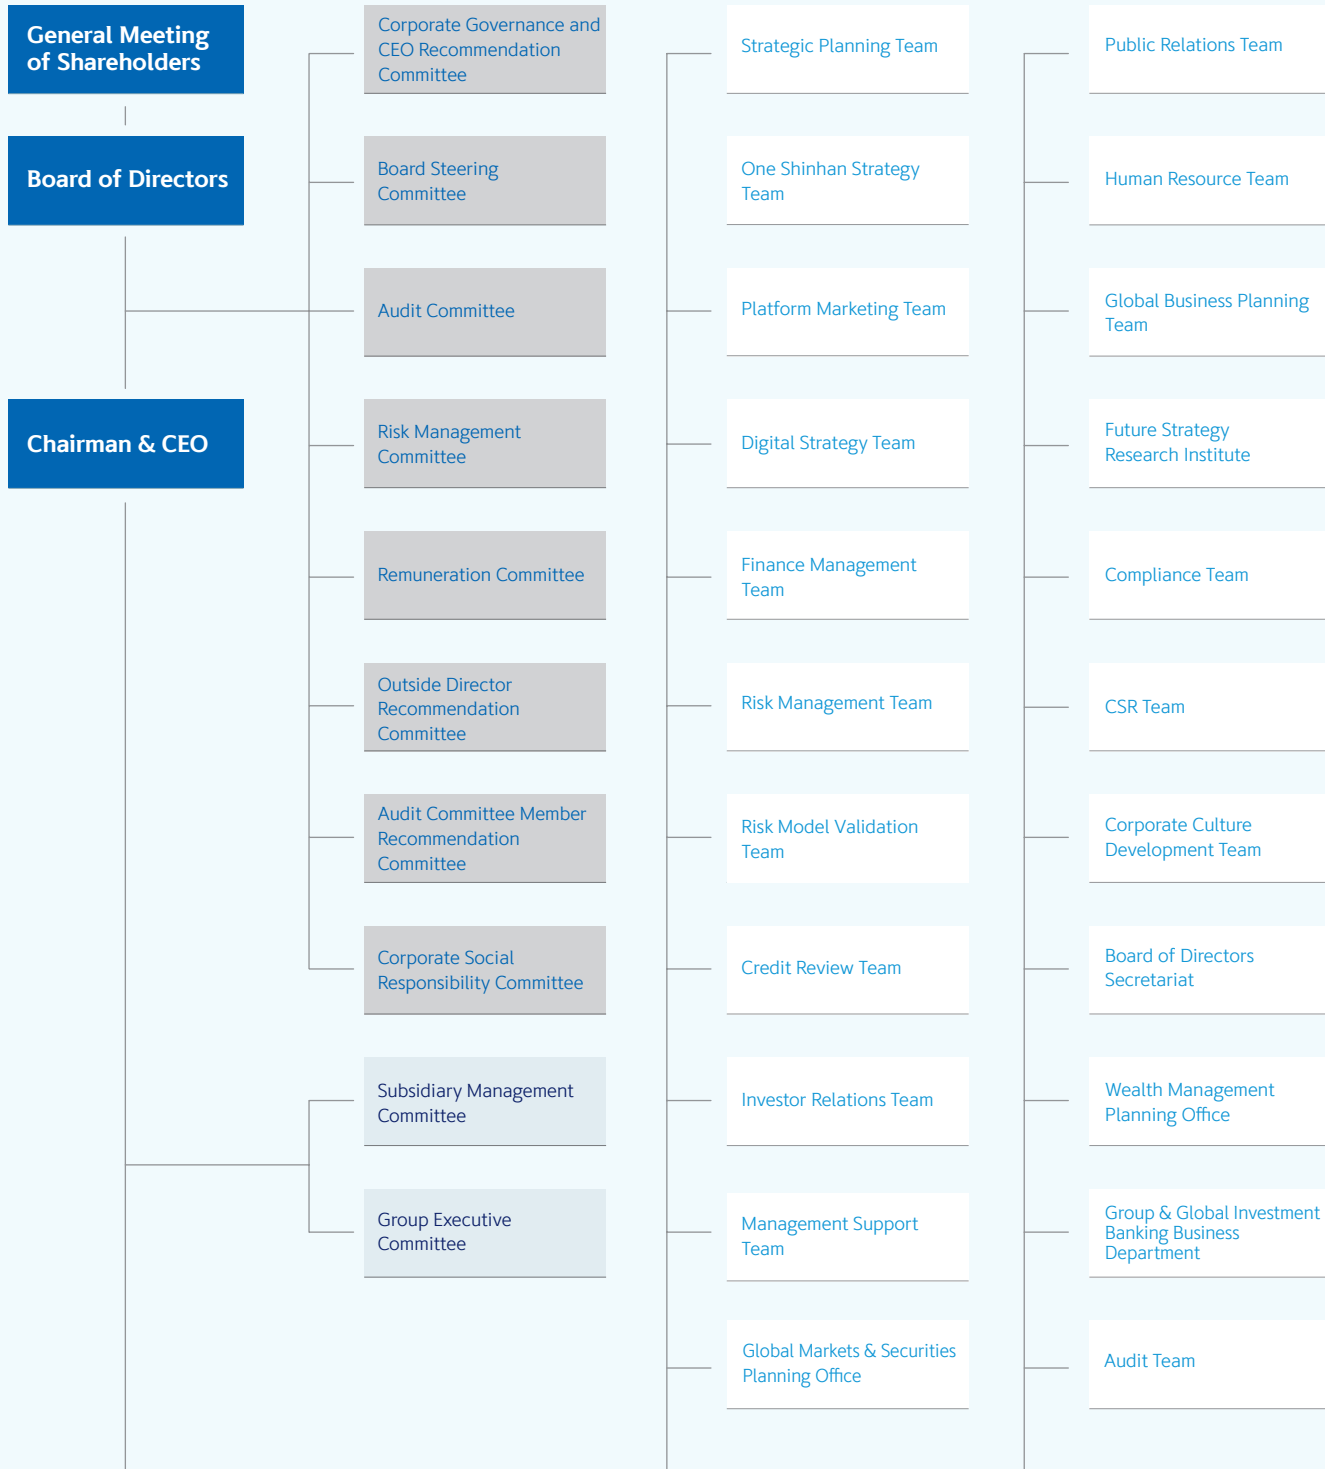 General Meeting
of Shareholders
Board of Directors
Chairman & CEO
Corporate Governance and
CEO Recommendation
Committee
Board Steering
Committee
Audit Committee
Risk Management
Committee
Remuneration Committee
Outside Director
Recommendation
Committee
Audit Committee Member
Recommendation
Committee
Corporate Social
Responsibility Committee
Subsidiary Management
Committee
Group Executive
Committee
Strategic Planning Team
One Shinhan Strategy
Team
Platform Marketing Team
Digital Strategy Team
Finance Management
Team
Risk Management Team
Risk Model Validation
Team
Credit Review Team
Investor Relations Team
Management Support
Team
Global Markets & Securities
Planning Office
Public Relations Team
Human Resource Team
Global Business Planning
Team
Future Strategy
Research Institute
Compliance Team
CSR Team
Corporate Culture
Development Team
Board of Directors
Secretariat
Wealth Management
Planning Office
Group & Global Investment
Banking Business
Department
Audit Team